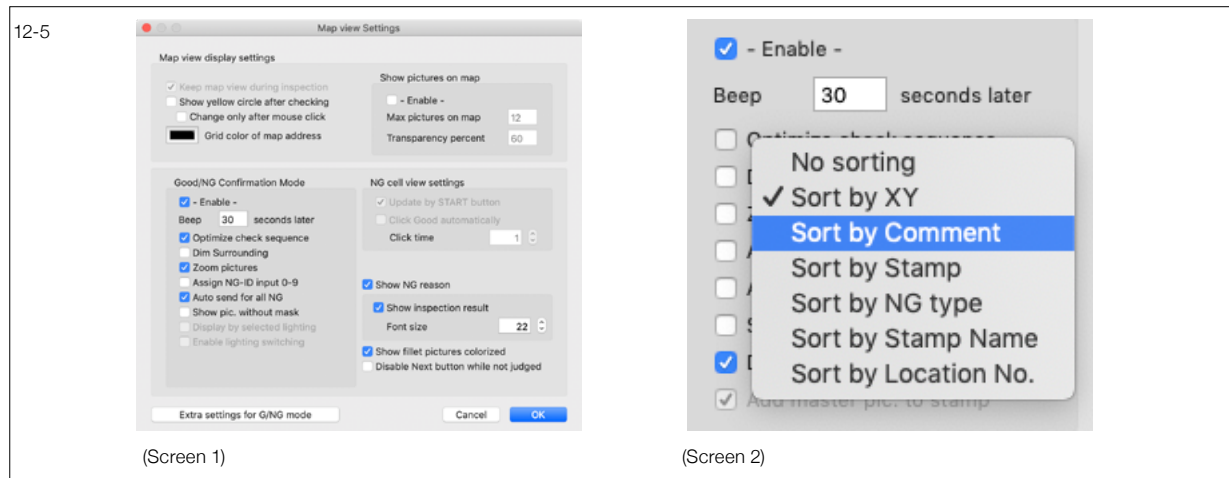 12-5
Map view Settings
Map view display settings
Keep map view during inspection
Show yellow circle after checking
Change only after mouse click
Grid color of map address
Show pictures on map
- Enable -
Max pictures on map 12
Transparency percent 60
Good/NG Confirmation Mode
- Enable -
Beep 30 seconds later
Optimize check sequence
Dim Surrounding
Zoom pictures
Assign NG-ID input 0-9
Auto send for all NG
Show pic. without mask
Display by selected lighting
Enable lighting switching
NG cell view settings
Update by START button
Click Good automatically
Click time 1
Show NG reason
Show inspection result
Font size 22
Show fillet pictures colorized
Disable Next button while not judged
Extra settings for G/NG mode
Cancel
OK
(Screen 1)
- Enable -
Beep 30 seconds later
Optimize check sequence
No sorting
Sort by XY
Sort by Comment
Sort by Stamp
Sort by NG type
Sort by Stamp Name
Sort by Location No.
Add master pic. to stamp
(Screen 2)